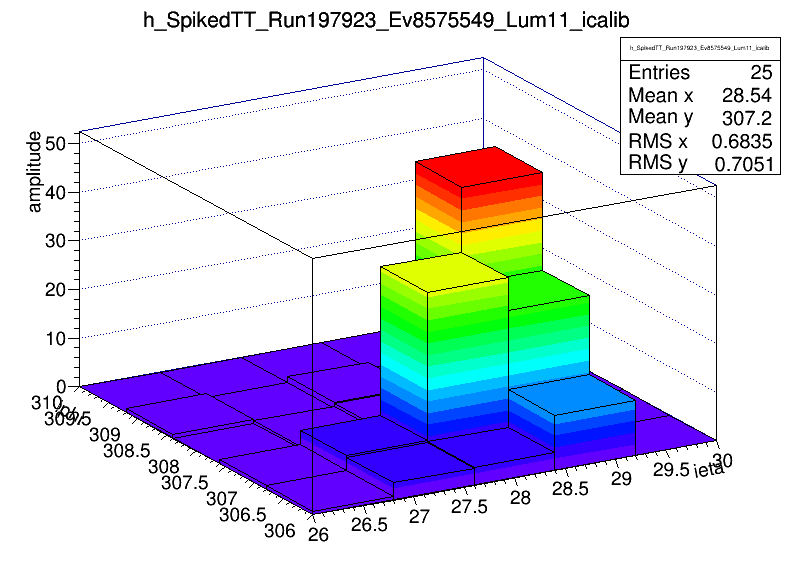 h_SpikedTT_Run197923_Ev8575549_Lum11_icalib
h_SpikedTT_Run197923_Ev8575549_Lum11_icalib
Entries 25
Mean x 28.54
Mean y 307.2
RMS x 0.6835
RMS y 0.7051
amplitude
50
40
30
20
10
0
310
309.5
309
308.5
308
307.5
307
306.5
306
26
26.5
27
27.5
28
28.5
29
29.5
30
ieta